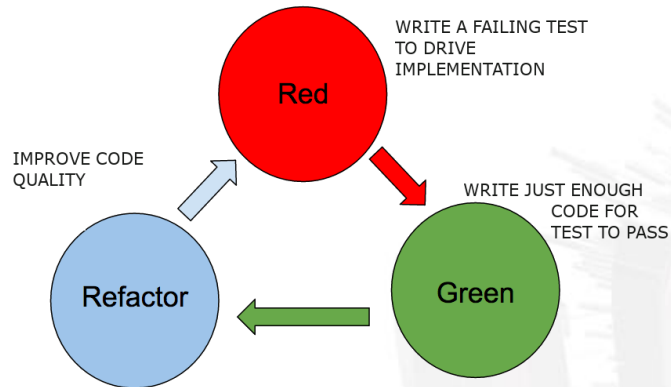 WRITE A FAILING TEST
TO DRIVE
IMPLEMENTATION
Red
IMPROVE CODE
QUALITY
WRITE JUST ENOUGH
CODE FOR
TEST TO PASS
Refactor
Green